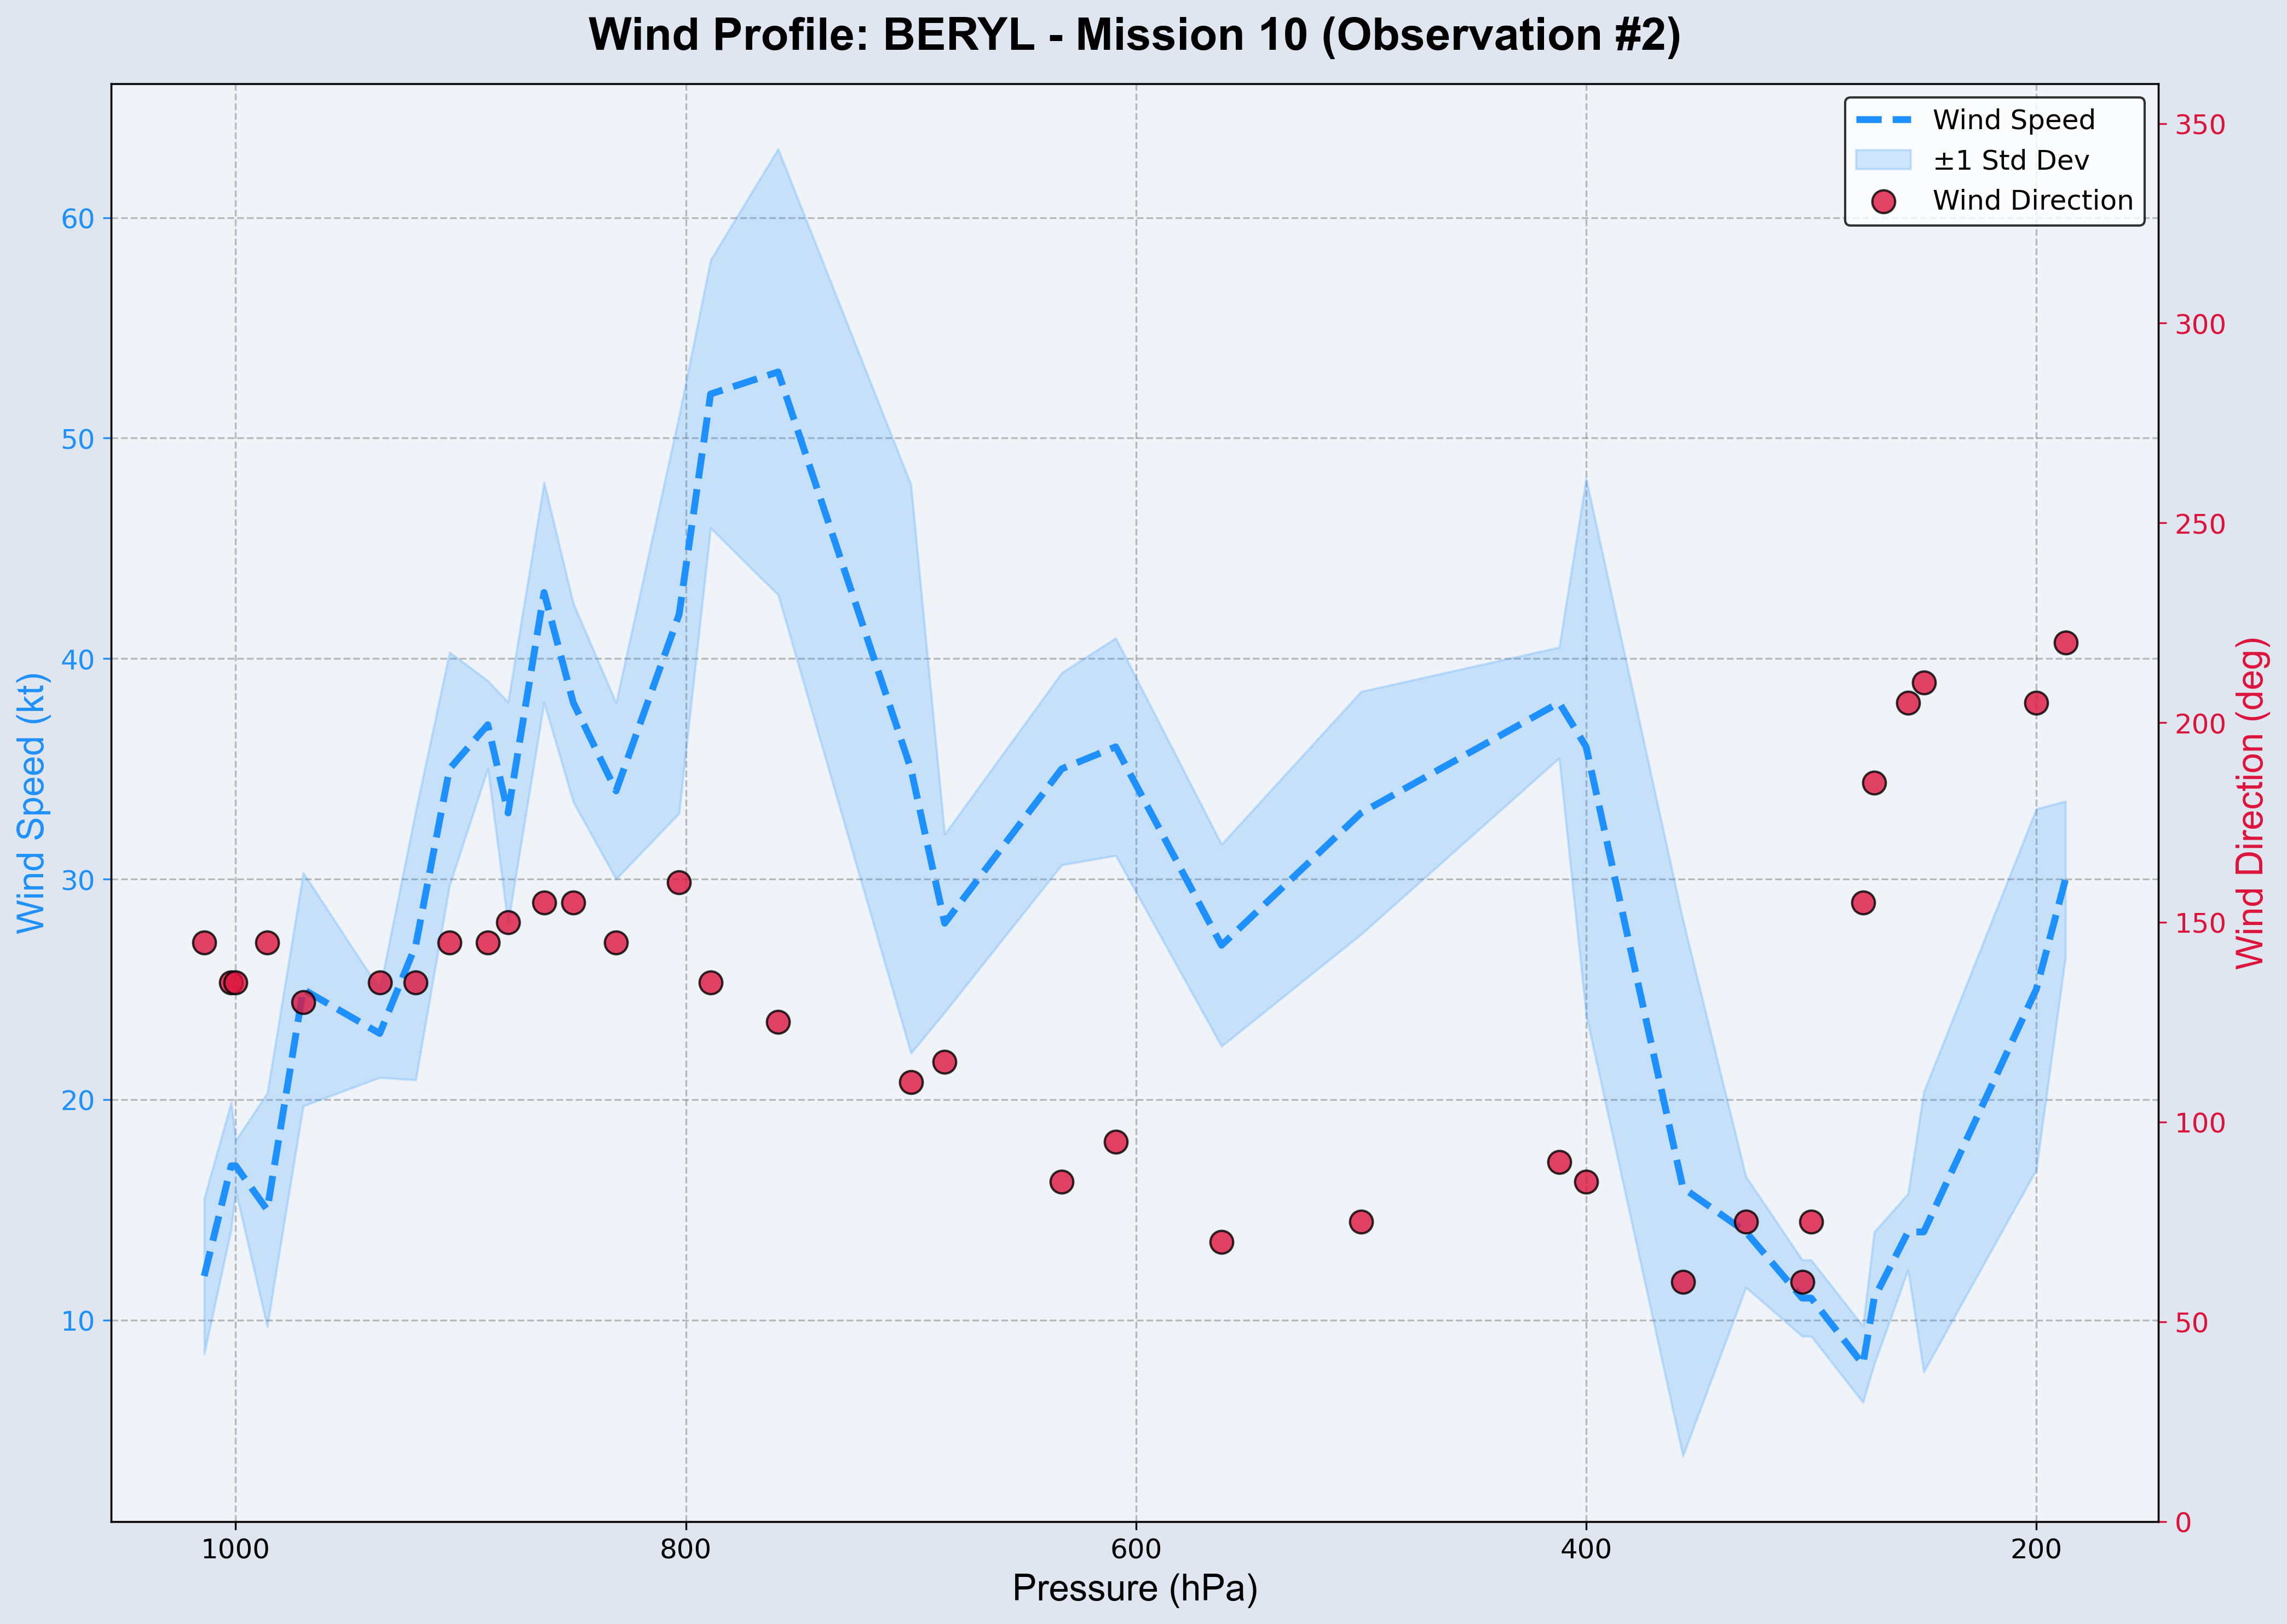 Wind Profile: BERYL - Mission 10 (Observation #2)
Wind Speed
±1 Std Dev
Wind Direction
Wind Speed (kt)
60
50
40
30
20
10
350
300
250
200
150
100
50
0
Wind Direction (deg)
1000 800 600 400 200
Pressure (hPa)